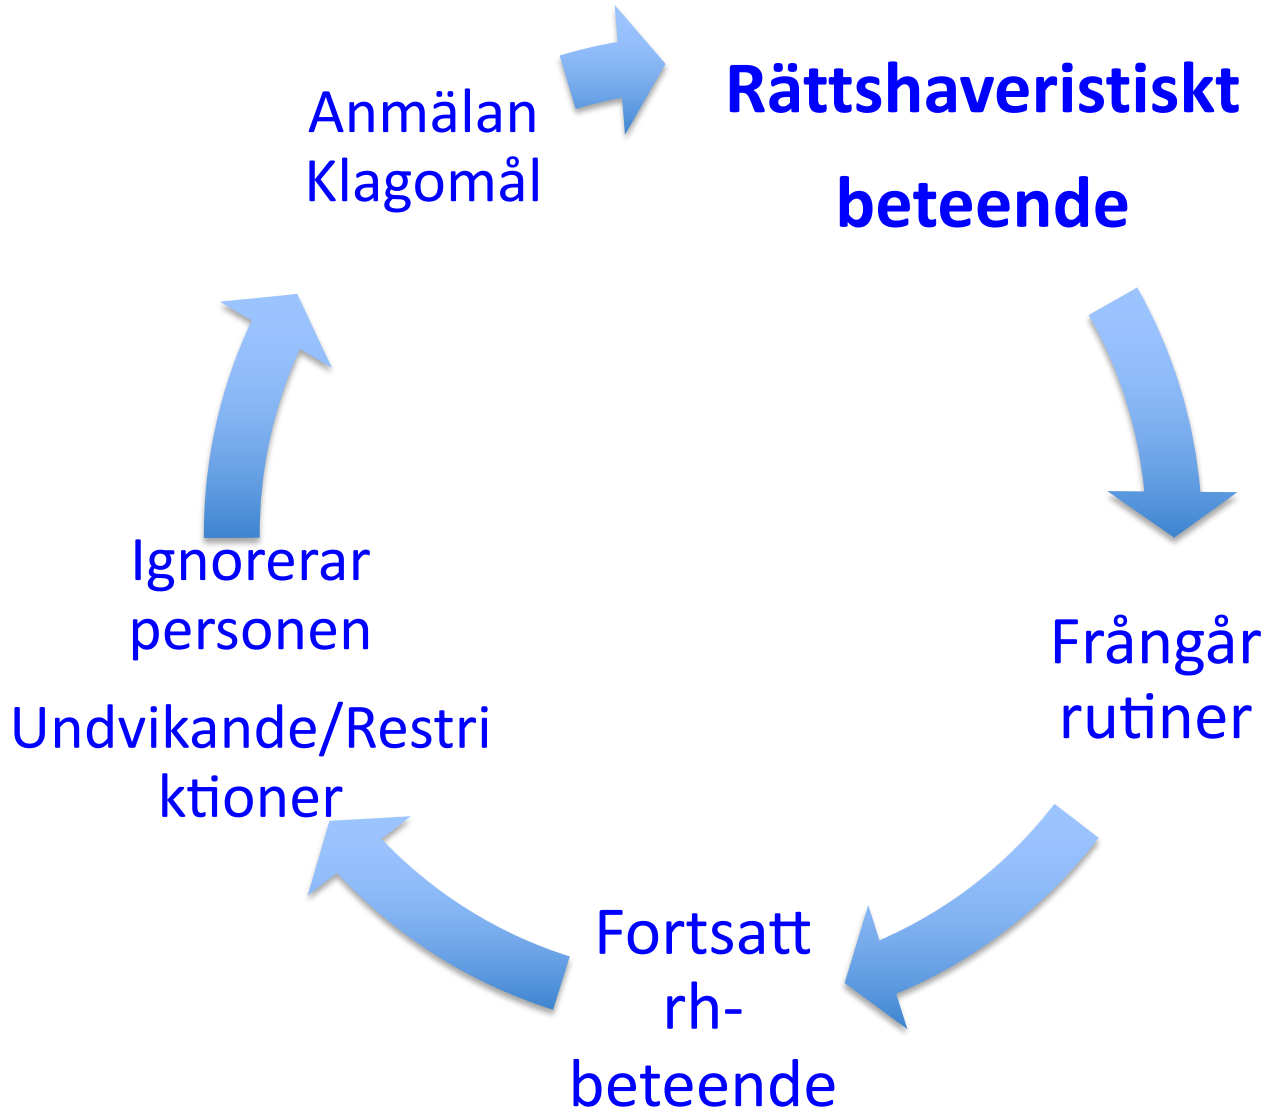 Rättshaveristiskt
beteende
Frångår
rutiner
Fortsatt
rh-
beteende
Ignorerar
personen
Undvikande/Restri
ktioner
Anmälan
Klagomål